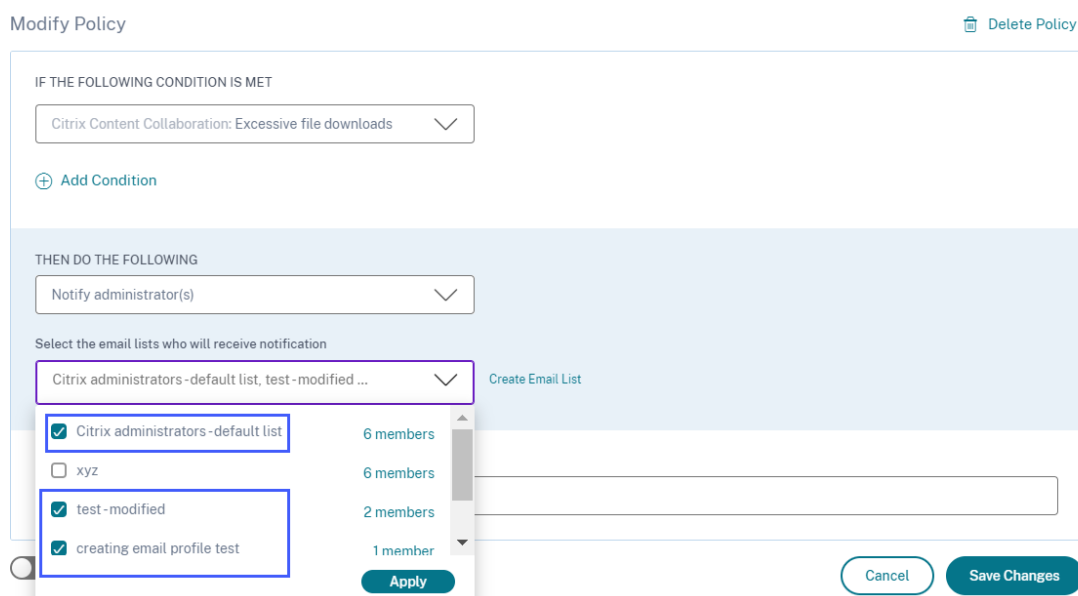 Modify Policy
Delete Policy
IF THE FOLLOWING CONDITION IS MET
Citrix Content Collaboration: Excessive file downloads
Add Condition
THEN DO THE FOLLOWING
Notify administrator(s)
Select the email lists who will receive notification
Citrix administrators - default list, test - modified ...
Create Email List
Citrix administrators - default list
6 members
xyz
6 members
test - modified
2 members
creating email profile test
1 member
Apply
Cancel
Save Changes